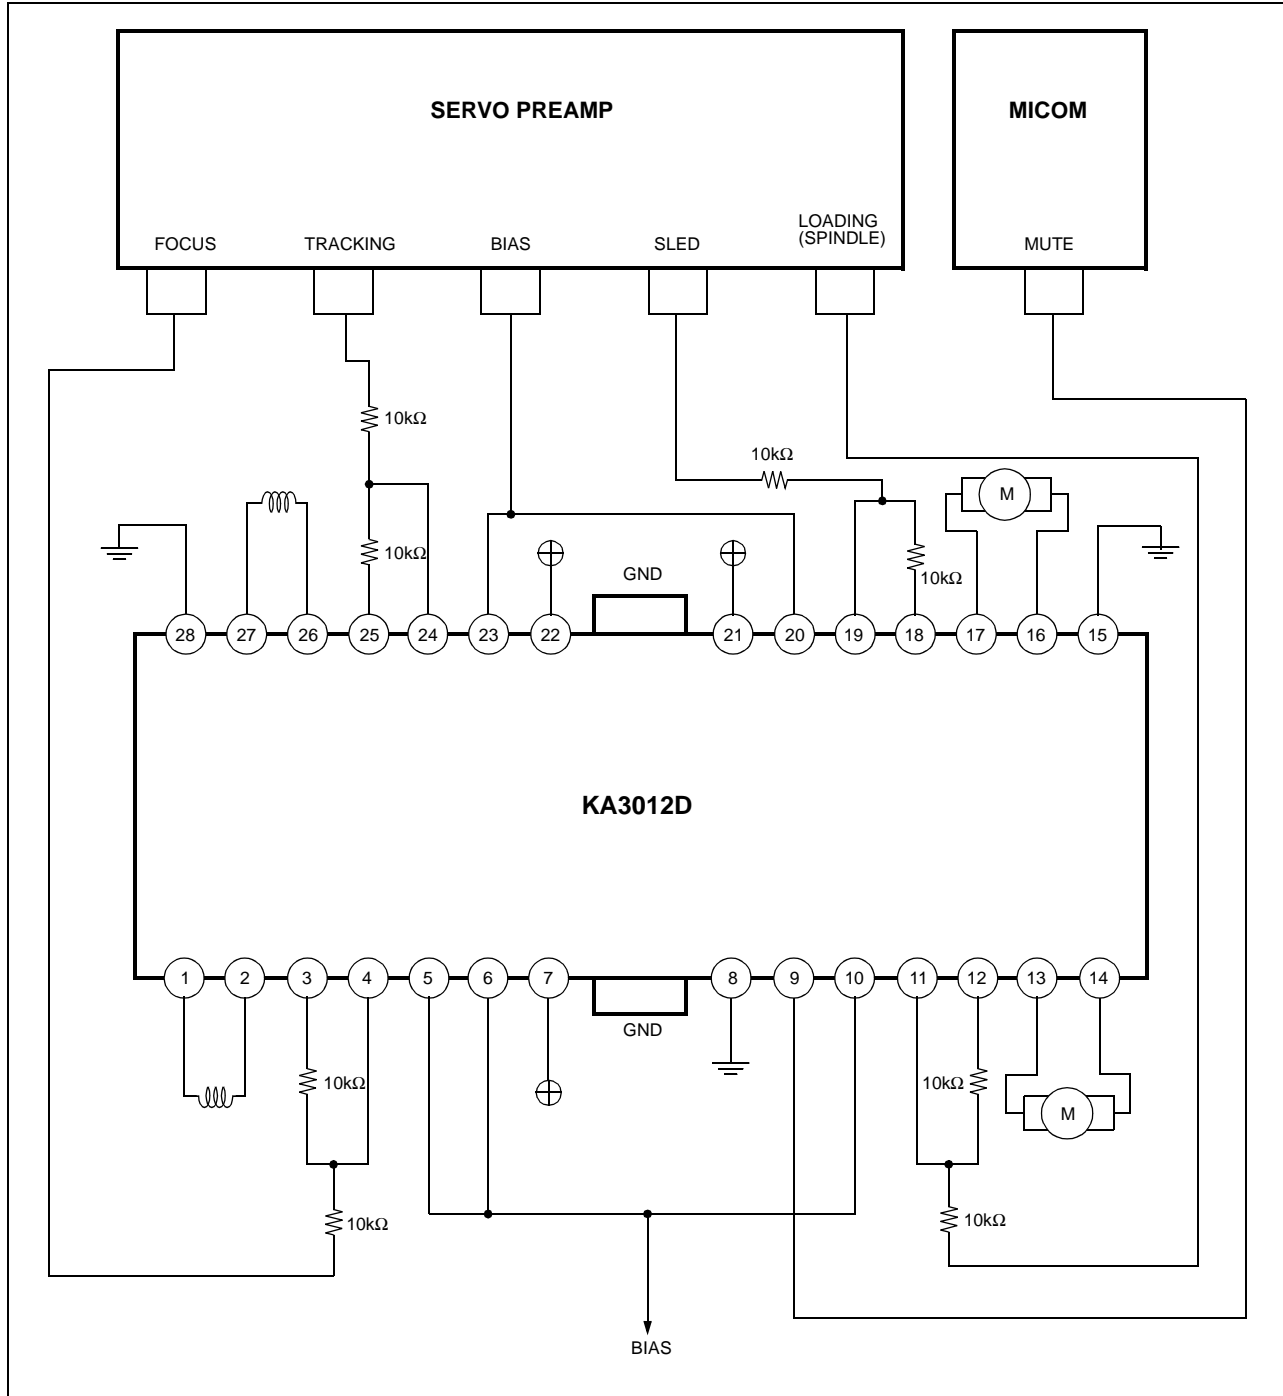 SERVO PREAMP
MICOM
FOCUS
TRACKING
BIAS
SLED
LOADING
(SPINDLE)
MUTE
10kΩ
10kΩ
M
10kΩ
10kΩ
GND
28 27 26 25 24 23 22 21 20 19 18 17 16 15
KA3012D
1 2 3 4 5 6 7 8 9 10 11 12 13 14
GND
10kΩ
10kΩ
M
10kΩ
10kΩ
BIAS